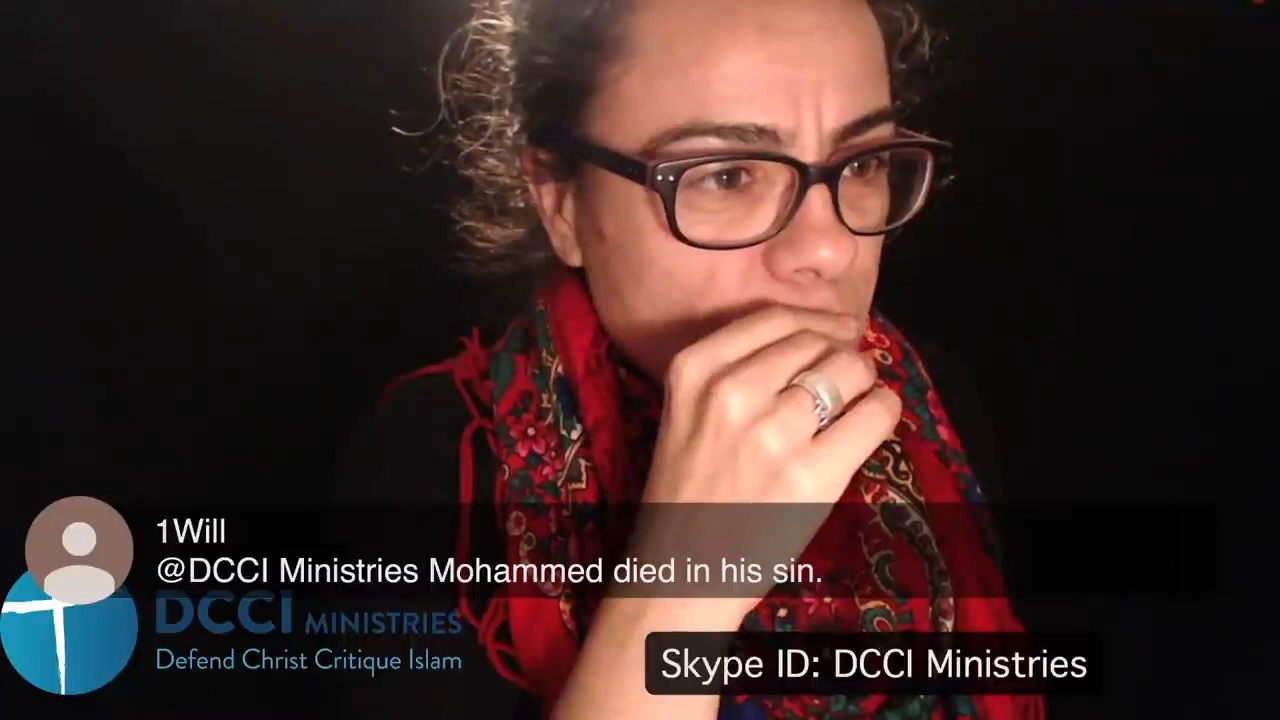 1Will
@DCCI Ministries Mohammed died in his sin.
DCCI MINISTRIES
Defend Christ Critique Islam
Skype ID: DCCI Ministries